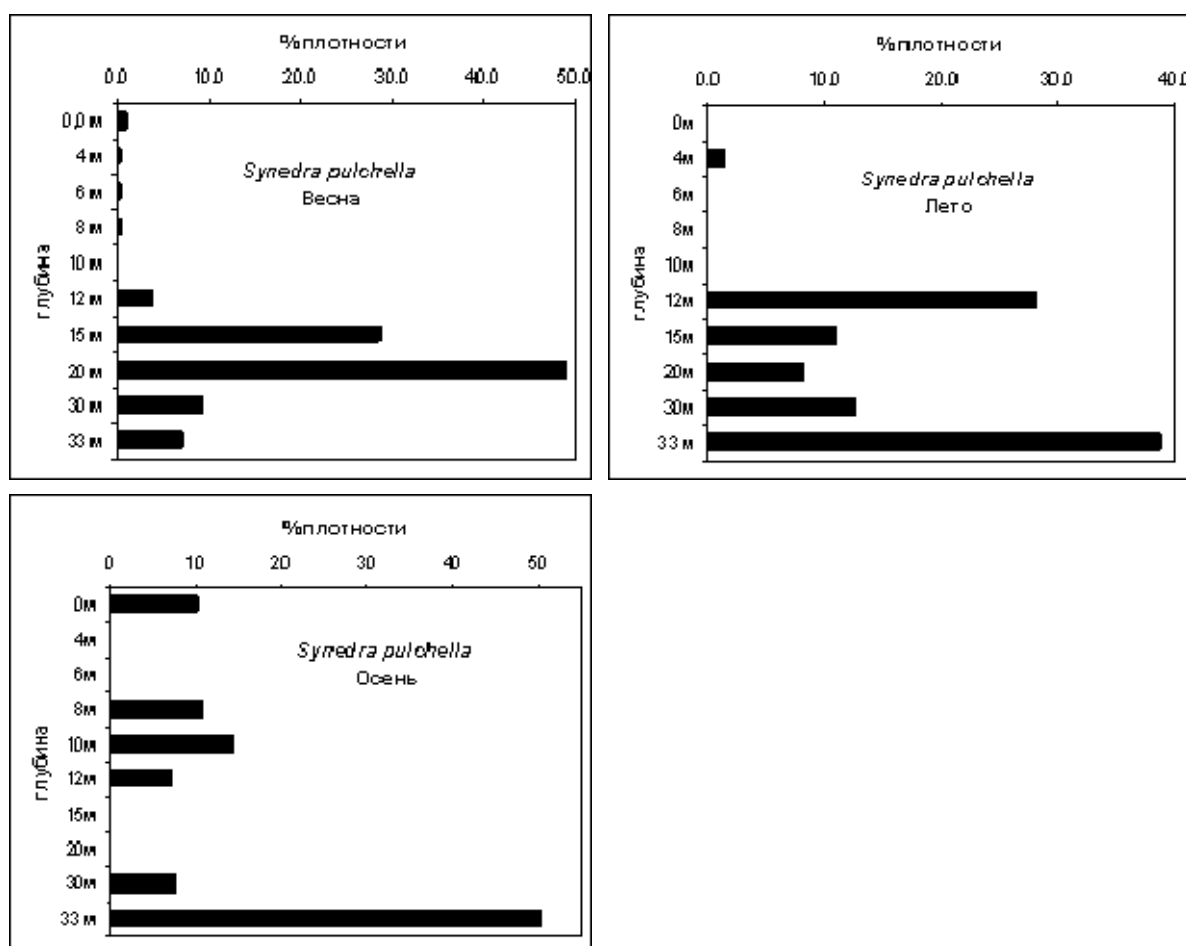 %плотности
0.0 10.0 20.0 30.0 40.0 50.0
глубина
0,0 м
4 м
6 м
8 м
10 м
12 м
15 м
20 м
30 м
33 м
Synedra pulchella
Весна
%плотности
0.0 10.0 20.0 30.0 40.0
глубина
0м
4м
6м
8м
10м
12м
15м
20м
30м
33 м
Synedra pulchella
Лето
%плотности
0 10 20 30 40 50
глубина
0м
4м
6м
8м
10м
12м
15м
20м
30м
33 м
Synedra pulchella
Осень